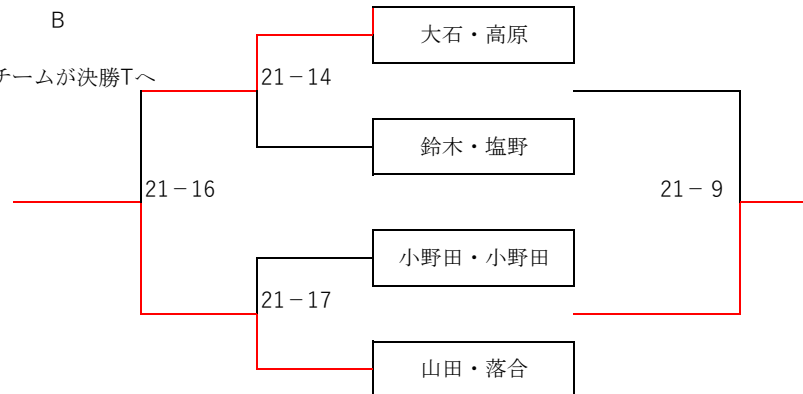 B
大石・高原
チームが決勝Tへ
21－14
鈴木・塩野
21－16
21－9
小野田・小野田
21－17
山田・落合